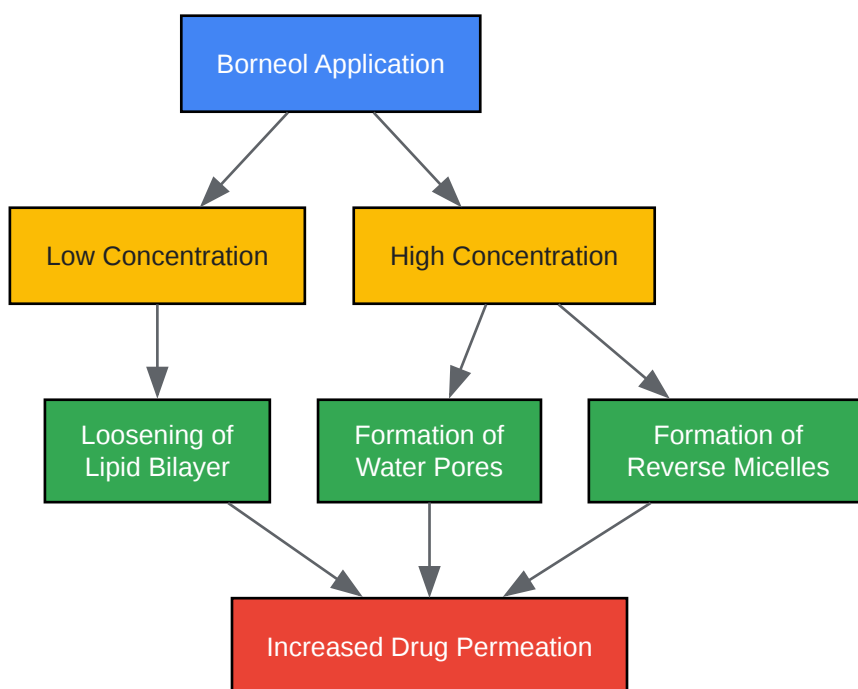 Borneol Application
Low Concentration
High Concentration
Loosening of
Lipid Bilayer
Formation of
Water Pores
Formation of
Reverse Micelles
Increased Drug Permeation